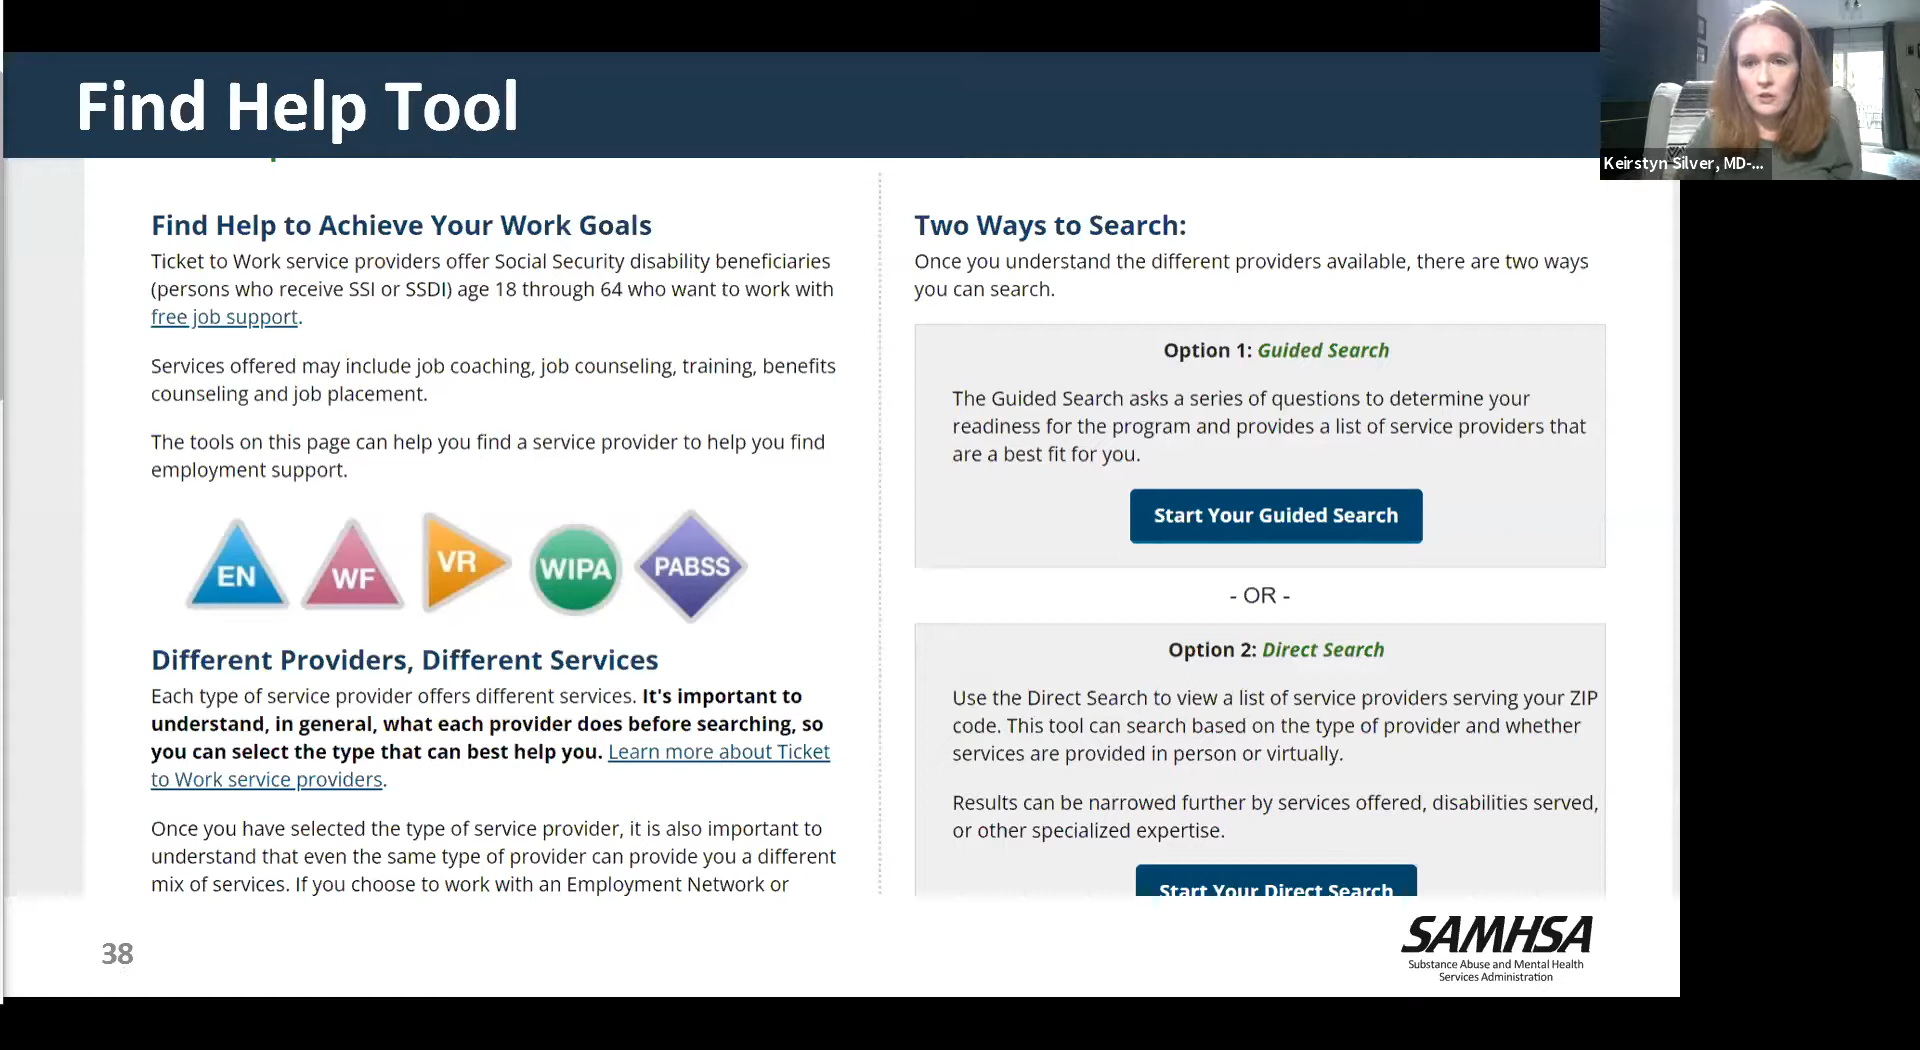 Find Help Tool
Keirstyn Silver, MD-...
Find Help to Achieve Your Work Goals
Ticket to Work service providers offer Social Security disability beneficiaries
(persons who receive SSI or SSDI) age 18 through 64 who want to work with
free job support.
Services offered may include job coaching, job counseling, training, benefits
counseling and job placement.
The tools on this page can help you find a service provider to help you find
employment support.
EN
WF
VR
WIPA
PABSS
Different Providers, Different Services
Each type of service provider offers different services. It's important to
understand, in general, what each provider does before searching, so
you can select the type that can best help you. Learn more about Ticket
to Work service providers.
Once you have selected the type of service provider, it is also important to
understand that even the same type of provider can provide you a different
mix of services. If you choose to work with an Employment Network or
Two Ways to Search:
Once you understand the different providers available, there are two ways
you can search.
Option 1: Guided Search
The Guided Search asks a series of questions to determine your
readiness for the program and provides a list of service providers that
are a best fit for you.
Start Your Guided Search
- OR -
Option 2: Direct Search
Use the Direct Search to view a list of service providers serving your ZIP
code. This tool can search based on the type of provider and whether
services are provided in person or virtually.
Results can be narrowed further by services offered, disabilities served,
or other specialized expertise.
Start Your Direct Search
38
SAMHSA
Substance Abuse and Mental Health
Services Administration